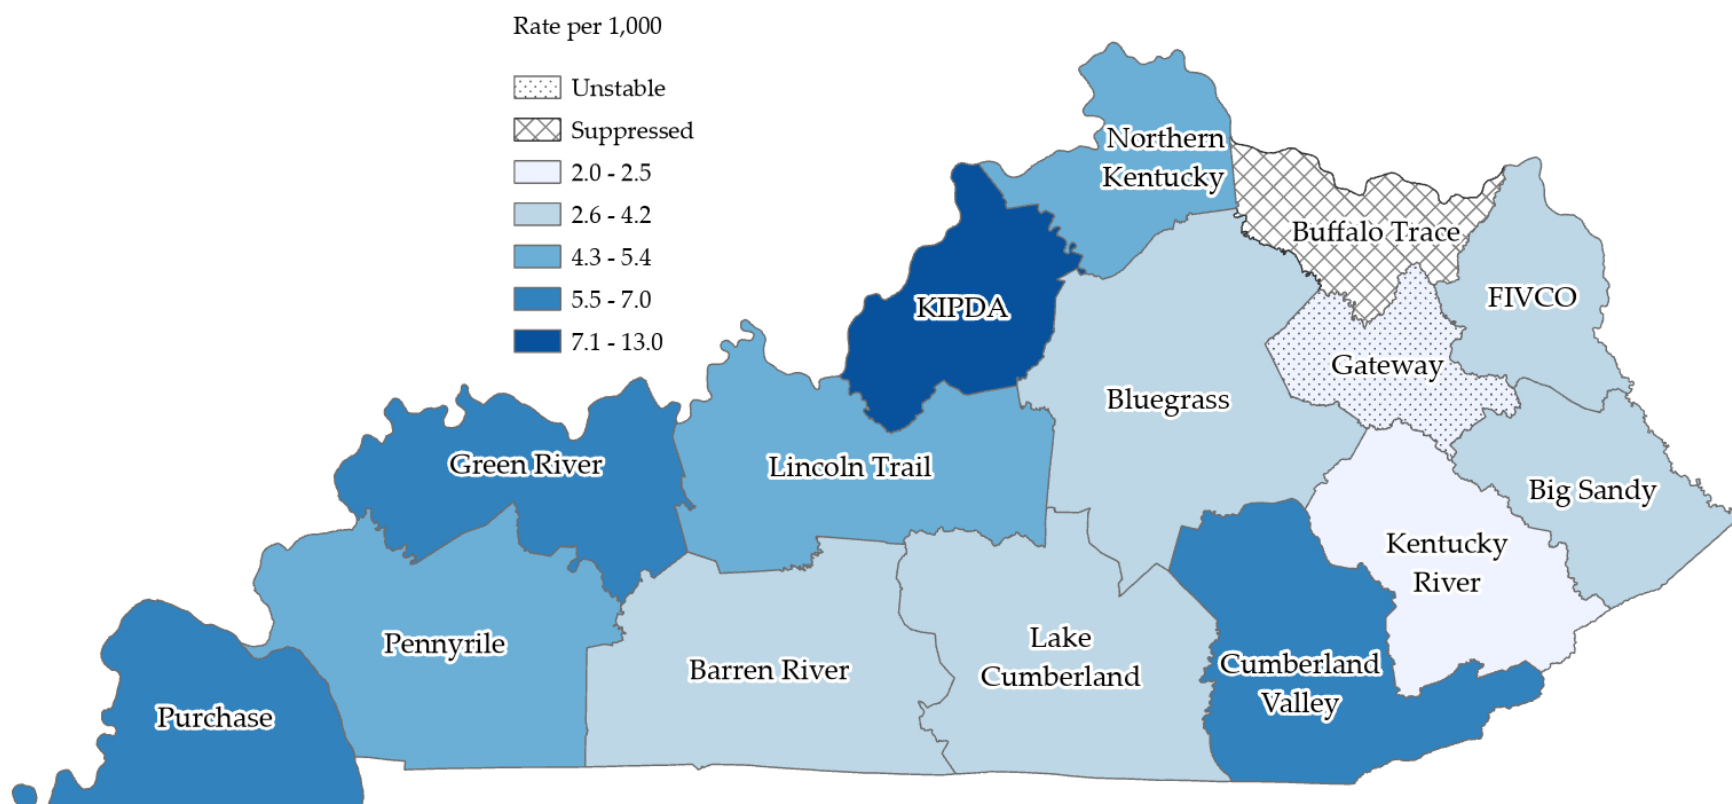 Rate per 1,000
Unstable
Suppressed
2.0 - 2.5
2.6 - 4.2
4.3 - 5.4
5.5 - 7.0
7.1 - 13.0
Northern
Kentucky
Buffalo Trace
FIVCO
KIPDA
Gateway
Bluegrass
Green River
Lincoln Trail
Big Sandy
Kentucky
River
Pennyrile
Barren River
Lake
Cumberland
Cumberland
Valley
Purchase